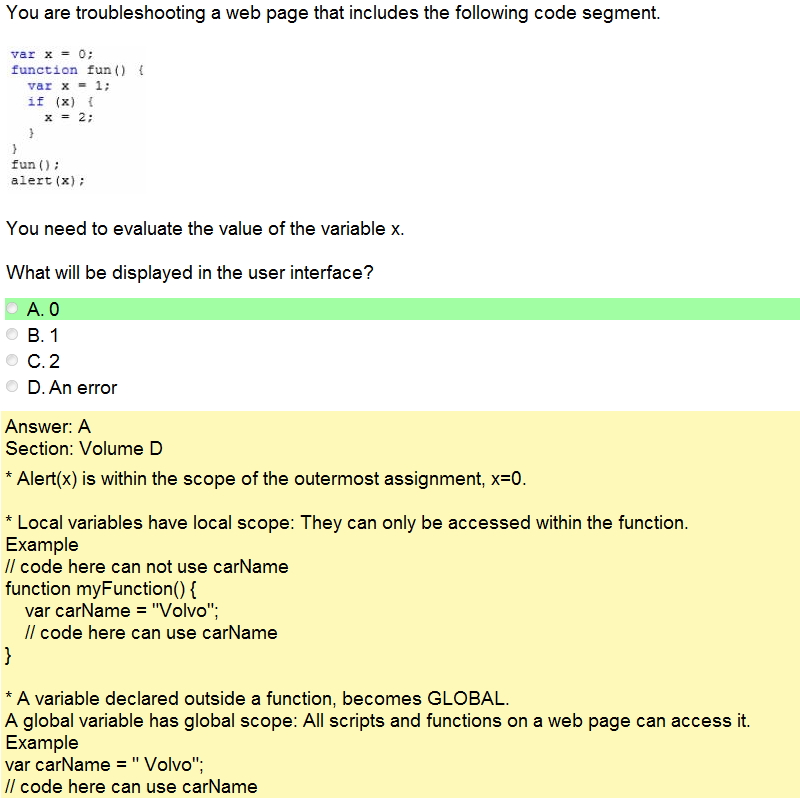 You are troubleshooting a web page that includes the following code segment.
var x = 0;
function fun() {
var x = 1;
if (x) {
x = 2;
}
}
fun();
alert(x);
You need to evaluate the value of the variable x.
What will be displayed in the user interface?
A. 0
B. 1
C. 2
D. An error
Answer: A
Section: Volume D
* Alert(x) is within the scope of the outermost assignment, x=0.
* Local variables have local scope: They can only be accessed within the function.
Example
// code here can not use carName
function myFunction() {
var carName = "Volvo";
// code here can use carName
}
* A variable declared outside a function, becomes GLOBAL.
A global variable has global scope: All scripts and functions on a web page can access it.
Example
var carName = " Volvo";
// code here can use carName